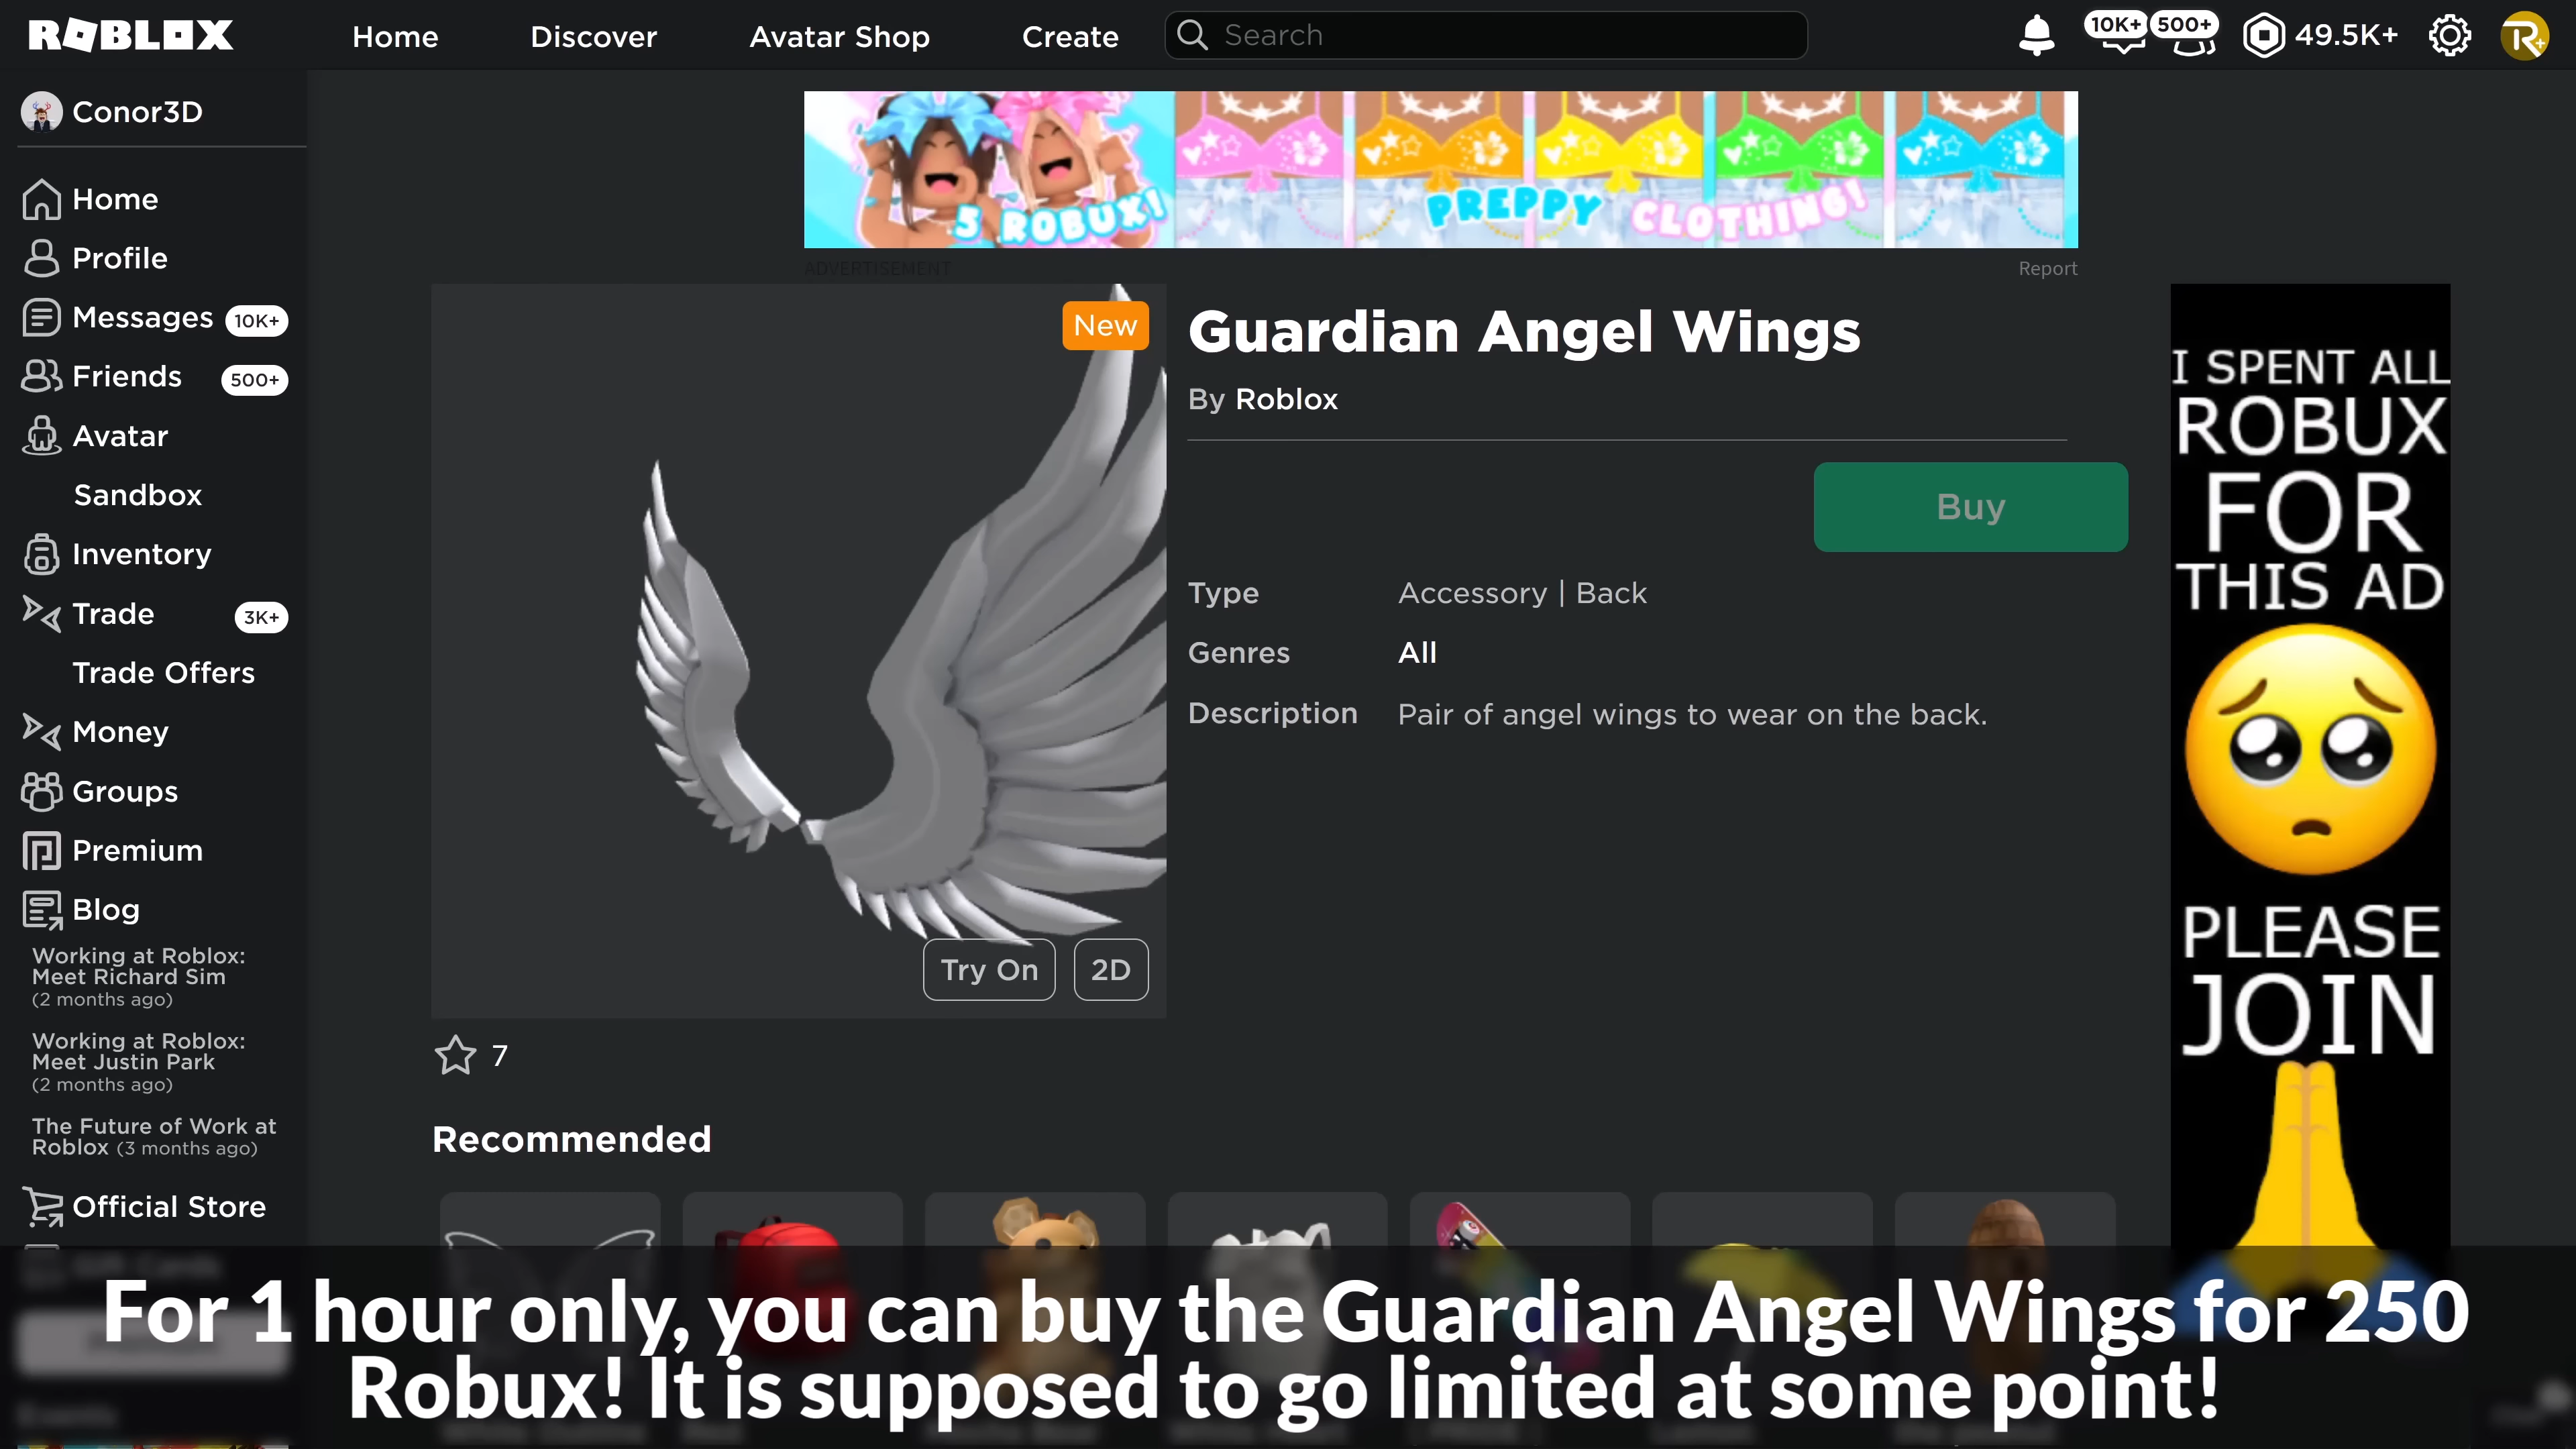 ROBLOX
Home
Discover
Avatar Shop
Create
Search
10K+
500+
49.5K+
Conor3D
Home
Profile
Messages 10K+
Friends 500+
Avatar
Sandbox
Inventory
Trade 3K+
Trade Offers
Money
Groups
Premium
Blog
Working at Roblox:
Meet Richard Sim
(2 months ago)
Working at Roblox:
Meet Justin Park
(2 months ago)
The Future of Work at
Roblox (3 months ago)
Official Store
Gift Cards
Events
5 ROBUX!
PREPPY CLOTHING!
ADVERTISEMENT
Report
New
Try On
2D
7
Guardian Angel Wings
By Roblox
Buy
Type Accessory | Back
Genres All
Description Pair of angel wings to wear on the back.
I SPENT ALL
ROBUX
FOR
THIS AD
PLEASE
JOIN
Recommended
For 1 hour only, you can buy the Guardian Angel Wings for 250
Robux! It is supposed to go limited at some point!